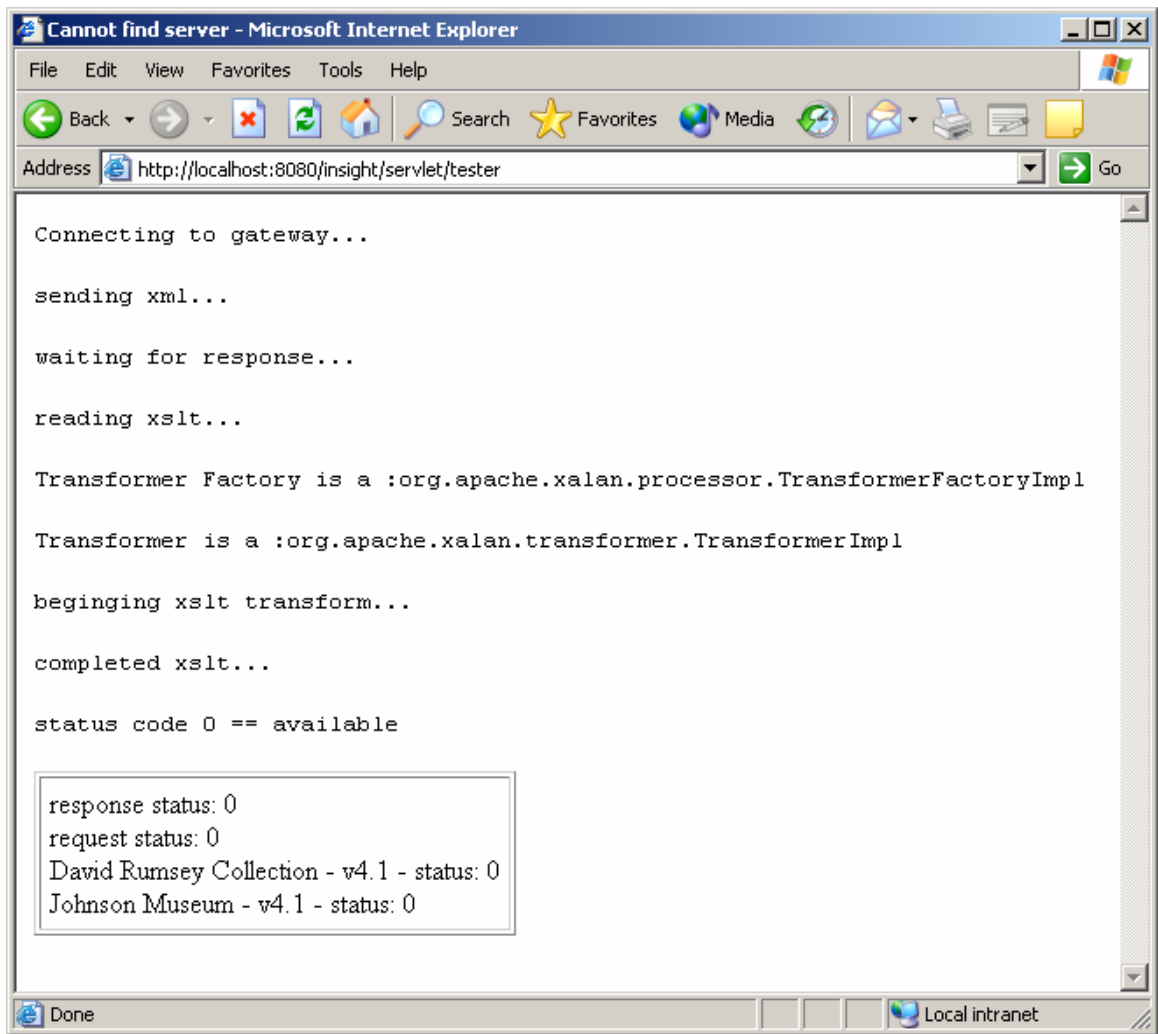 Cannot find server - Microsoft Internet Explorer
File Edit View Favorites Tools Help
Back Search Favorites Media
Address http://localhost:8080/insight/servlet/tester Go
Connecting to gateway...
sending xml...
waiting for response...
reading xslt...
Transformer Factory is a :org.apache.xalan.processor.TransformerFactoryImpl
Transformer is a :org.apache.xalan.transformer.TransformerImpl
beginging xslt transform...
completed xslt...
status code 0 == available
response status: 0
request status: 0
David Rumsey Collection - v4.1 - status: 0
Johnson Museum - v4.1 - status: 0
Done Local intranet